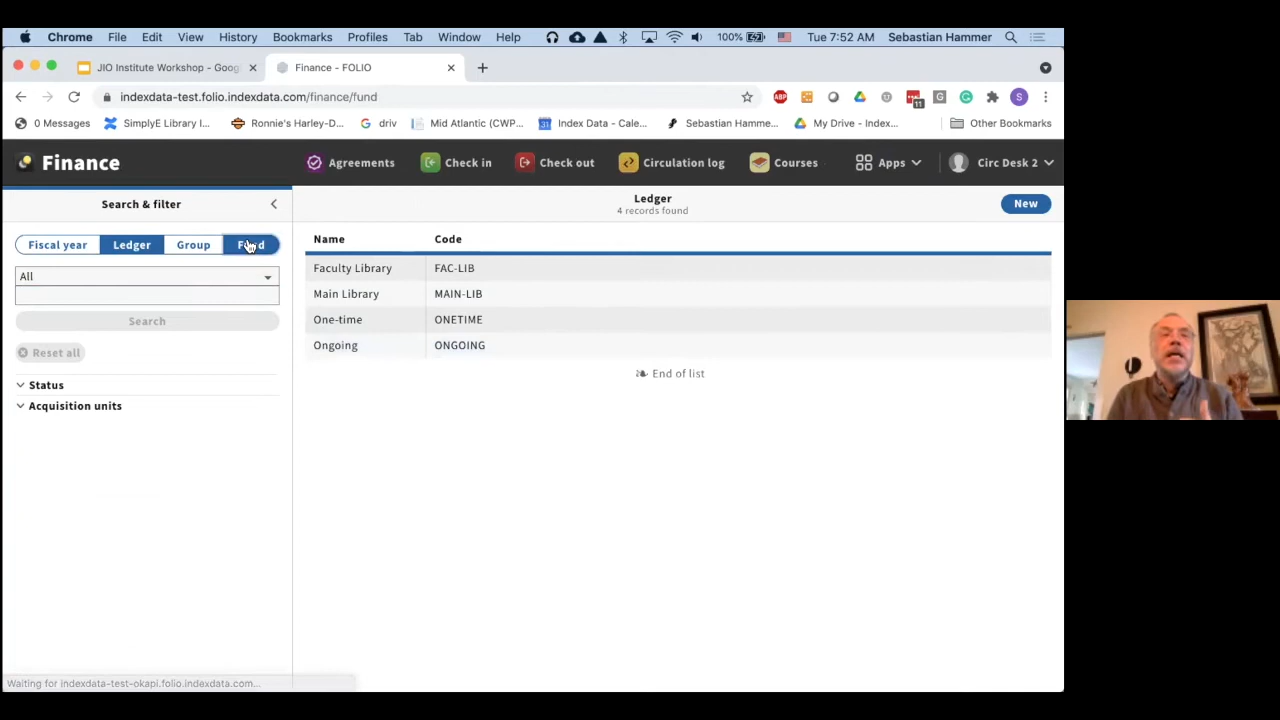 Chrome File Edit View History Bookmarks Profiles Tab Window Help 100% Tue 7:52 AM Sebastian Hammer
JIO Institute Workshop - Goog
Finance - FOLIO
indexdata-test.folio.indexdata.com/finance/fund
ABP 11 G S
0 Messages SimplyE Library I... Ronnie's Harley-D... driv Mid Atlantic (CWP... 31 Index Data - Cale... Sebastian Hamme... My Drive - Index... Other Bookmarks
Finance Agreements Check in Check out Circulation log Courses Apps Circ Desk 2
Search & filter
Ledger
4 records found
New
Fiscal year Ledger Group Fund
Name Code
Faculty Library FAC-LIB
Main Library MAIN-LIB
One-time ONETIME
Ongoing ONGOING
End of list
All
Search
Reset all
Status
Acquisition units
Waiting for indexdata-test-okapi.folio.indexdata.com...